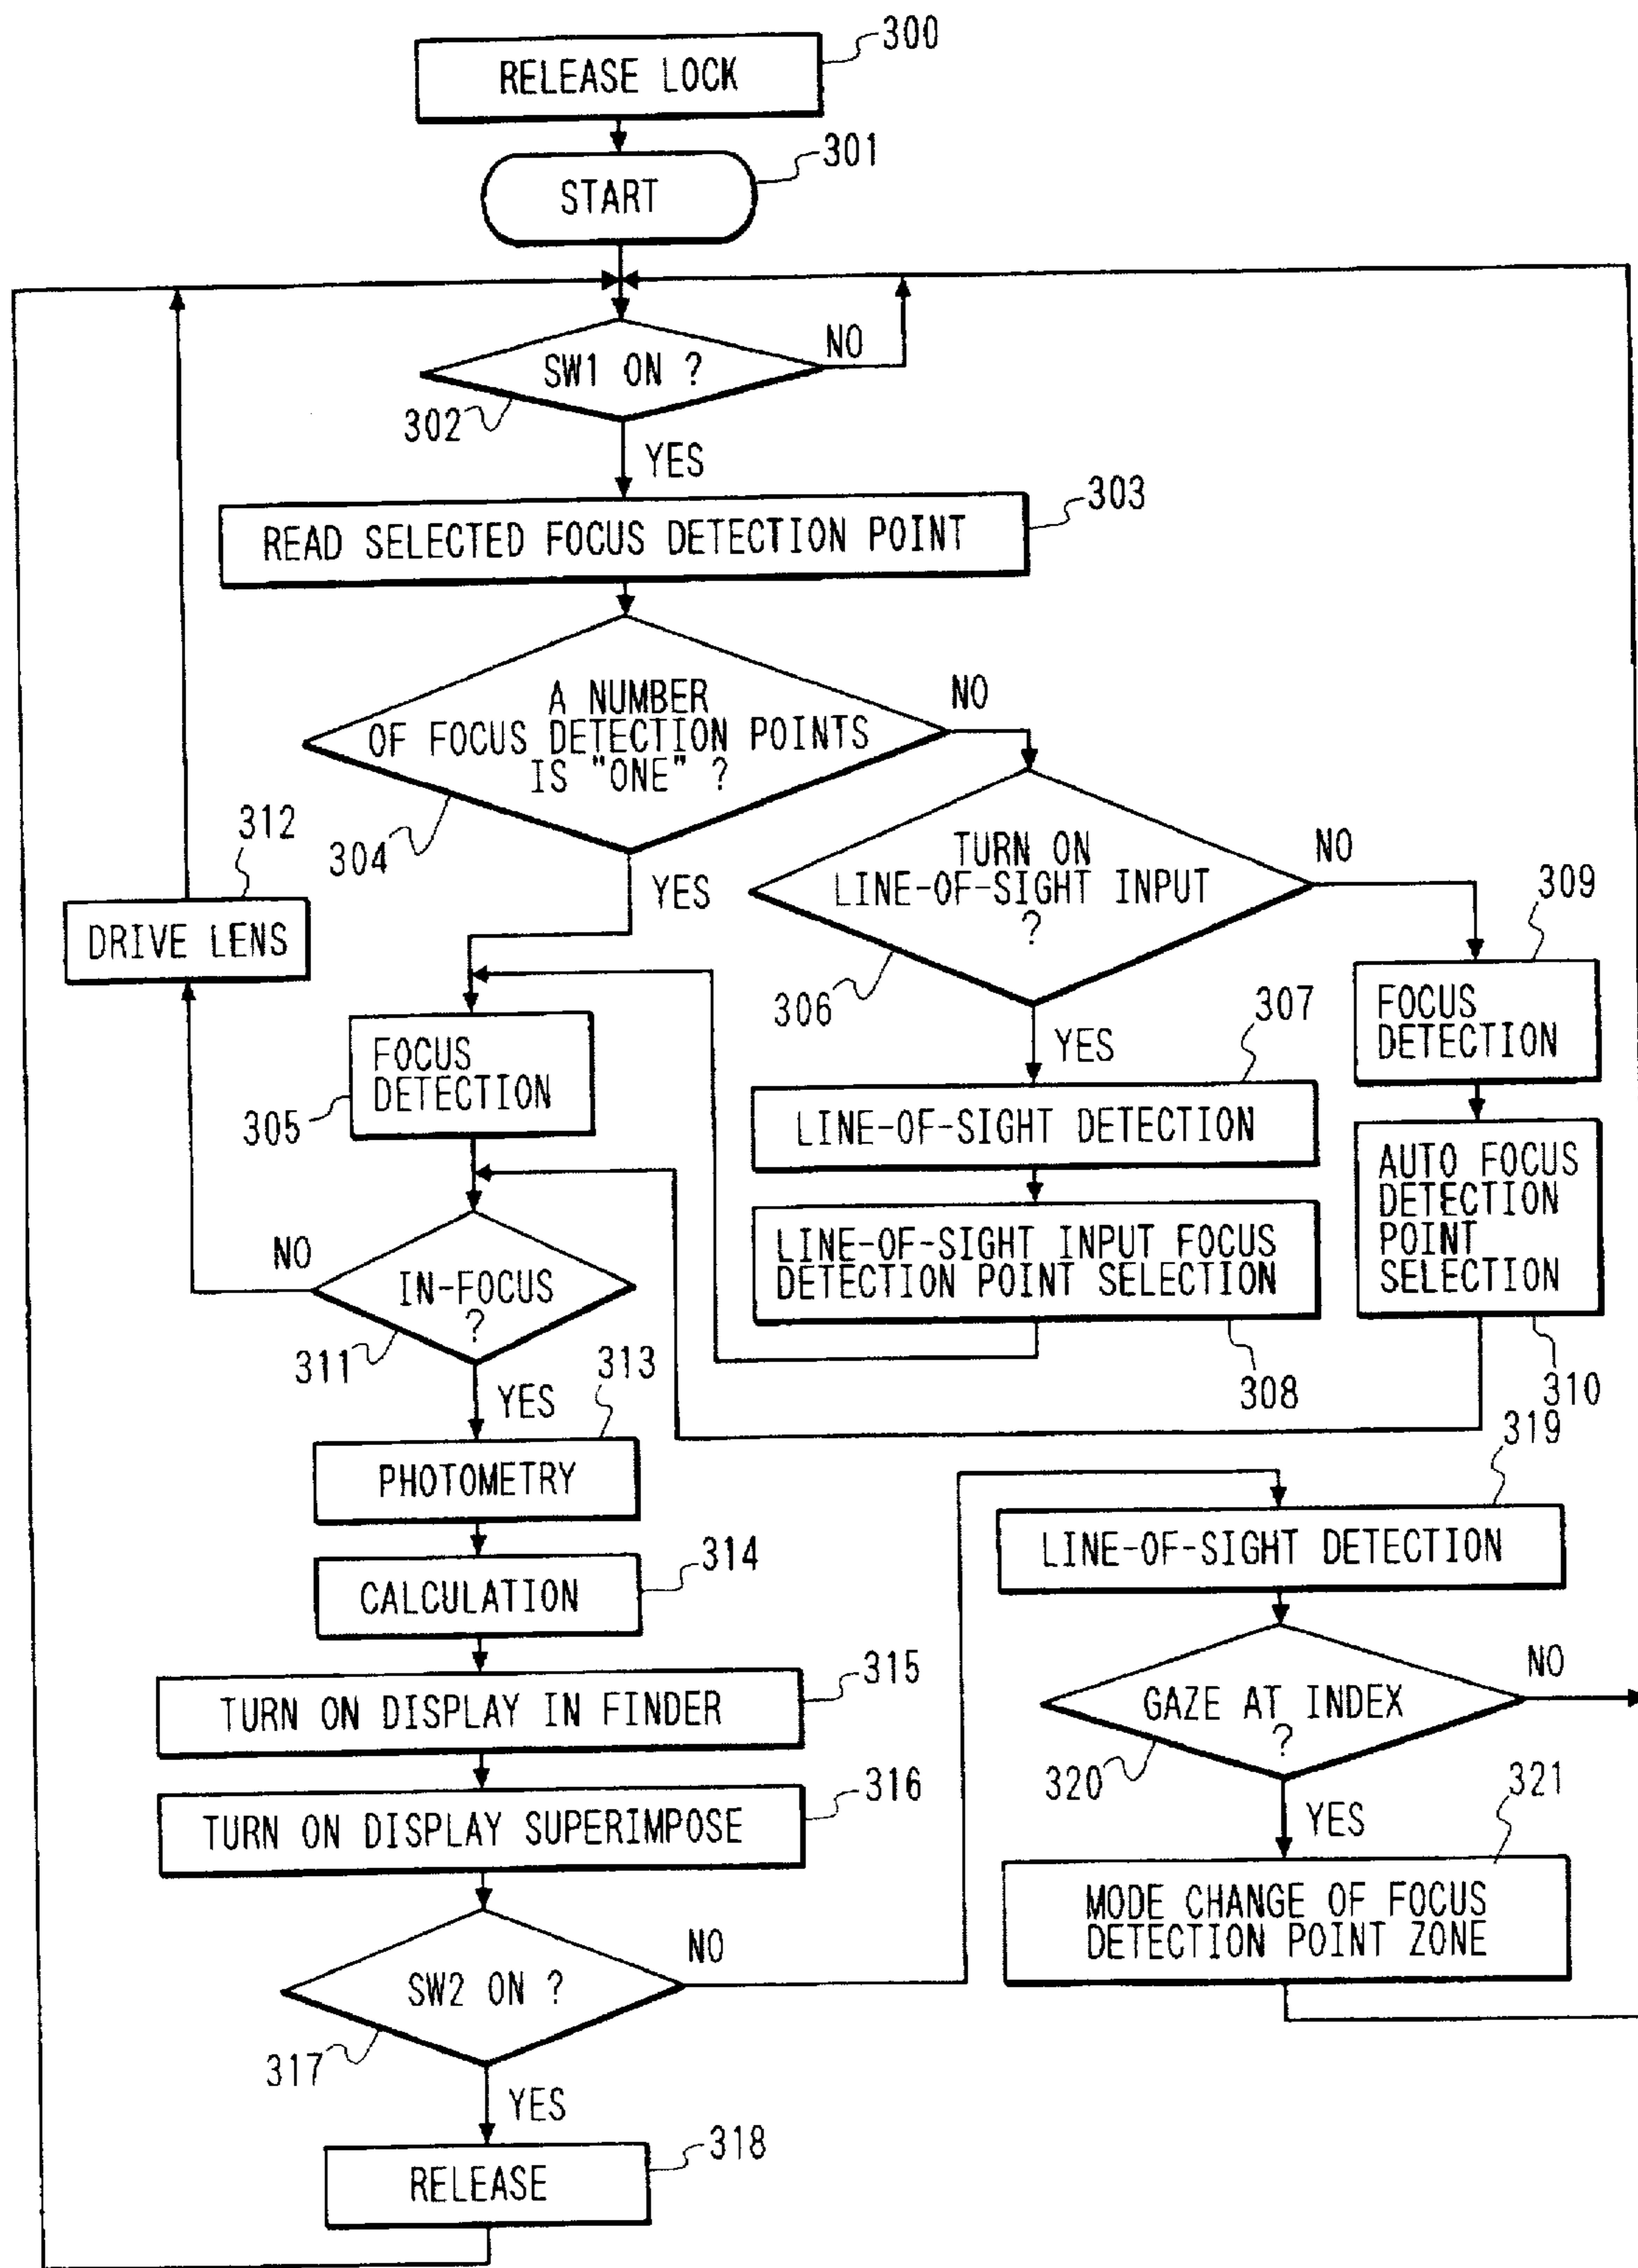 300
RELEASE LOCK
301
START
SW1 ON ?
NO
302
YES
303
READ SELECTED FOCUS DETECTION POINT
A NUMBER
OF FOCUS DETECTION POINTS
IS "ONE" ?
NO
304
YES
312
DRIVE LENS
TURN ON
LINE-OF-SIGHT INPUT
?
NO
306
YES
309
FOCUS
DETECTION
307
LINE-OF-SIGHT DETECTION
FOCUS
DETECTION
305
AUTO FOCUS
DETECTION
POINT
SELECTION
310
LINE-OF-SIGHT INPUT FOCUS
DETECTION POINT SELECTION
308
NO
IN-FOCUS
?
311
YES
313
PHOTOMETRY
314
CALCULATION
315
TURN ON DISPLAY IN FINDER
316
TURN ON DISPLAY SUPERIMPOSE
SW2 ON ?
NO
317
YES
318
RELEASE
319
LINE-OF-SIGHT DETECTION
GAZE AT INDEX
?
NO
320
YES
321
MODE CHANGE OF FOCUS
DETECTION POINT ZONE